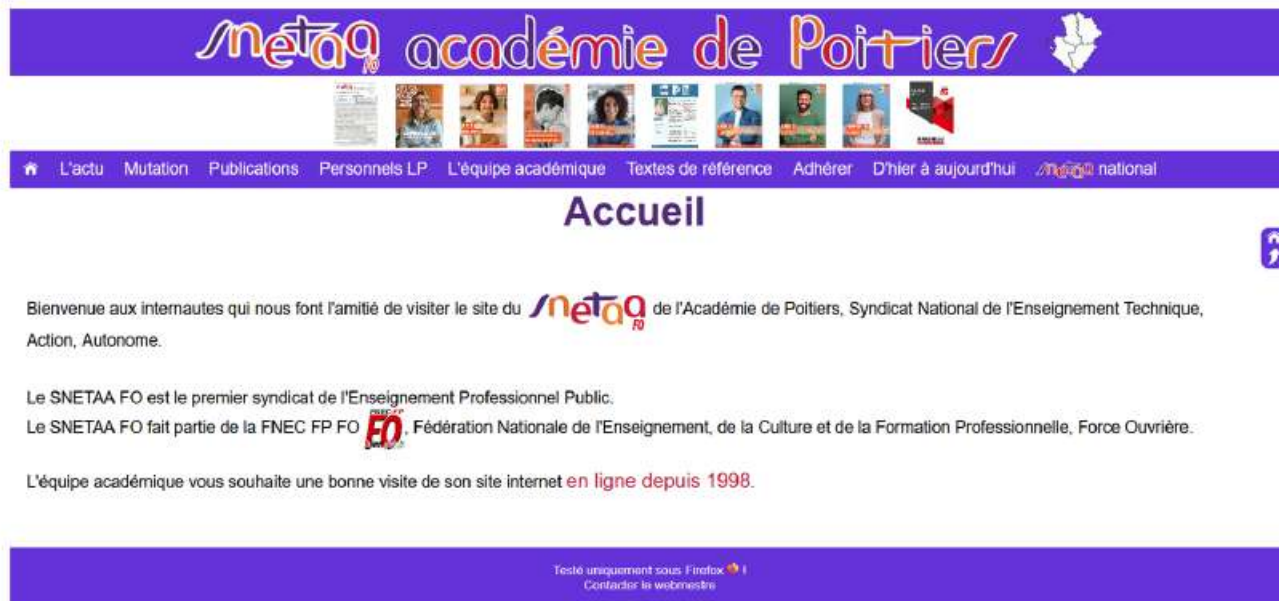 snetaa FO académie de Poitiers
L'actu Mutation Publications Personnels LP L'équipe académique Textes de référence Adhérer D'hier à aujourd'hui snetaa national
Accueil
Bienvenue aux internautes qui nous font l'amitié de visiter le site du snetaa FO de l'Académie de Poitiers, Syndicat National de l'Enseignement Technique,
Action, Autonome.
Le SNETAA FO est le premier syndicat de l'Enseignement Professionnel Public.
Le SNETAA FO fait partie de la FNEC FP FO FO, Fédération Nationale de l'Enseignement, de la Culture et de la Formation Professionnelle, Force Ouvrière.
L'équipe académique vous souhaite une bonne visite de son site internet en ligne depuis 1998.
Testé uniquement sous Firefox !
Contacter le webmestre